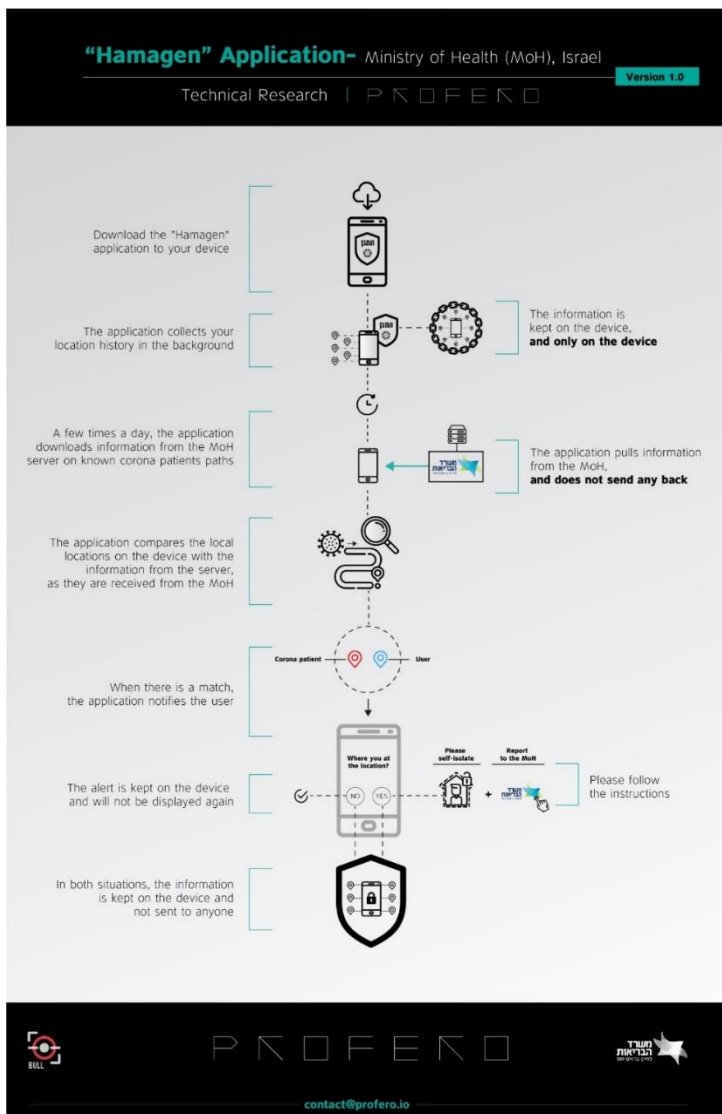 “Hamagen” Application- Ministry of Health (MoH), Israel
Version 1.0
Technical Research | PROFERO
Download the "Hamagen"
application to your device
המגן
The application collects your
location history in the background
המגן
The information is
kept on the device,
and only on the device
A few times a day, the application
downloads information from the MoH
server on known corona patients paths
משרד
הבריאות
The application pulls information
from the MoH,
and does not send any back
The application compares the local
locations on the device with the
information from the server,
as they are received from the MoH
Corona patient
User
When there is a match,
the application notifies the user
Where you at
the location?
NO
YES
Please
self-isolate
Report
to the MoH
+
משרד
הבריאות
Please follow
the instructions
The alert is kept on the device
and will not be displayed again
In both situations, the information
is kept on the device and
not sent to anyone
BULL
PROFERO
משרד
הבריאות
לחיים בריאים יותר
contact@profero.io